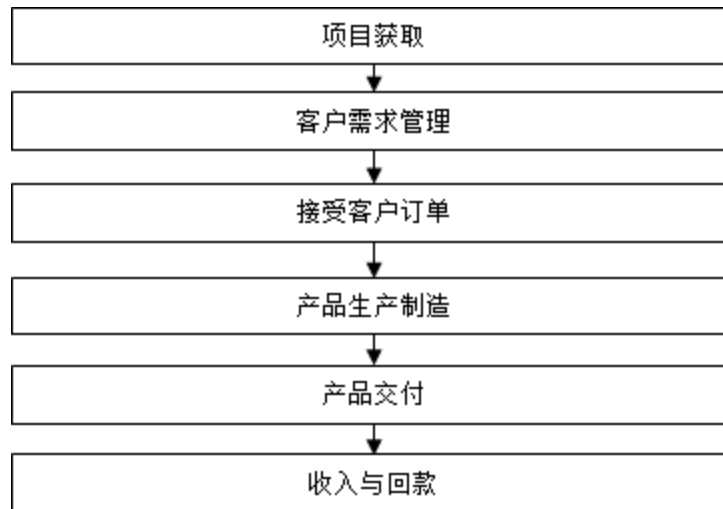 项目获取
客户需求管理
接受客户订单
产品生产制造
产品交付
收入与回款